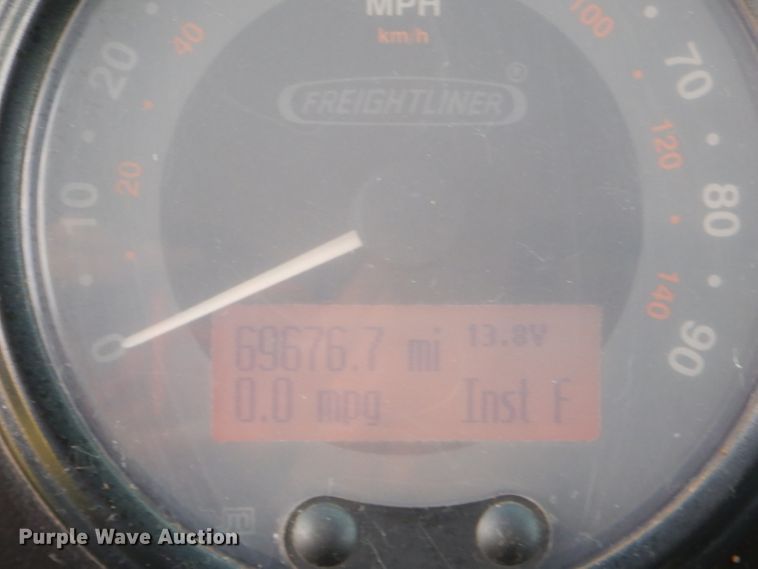 MPH
km/h
FREIGHTLINER®
0
10
20
70
80
90
20
40
100
120
140
69676.7 mi 13.8V
0.0 mpg Inst F
Purple Wave Auction®